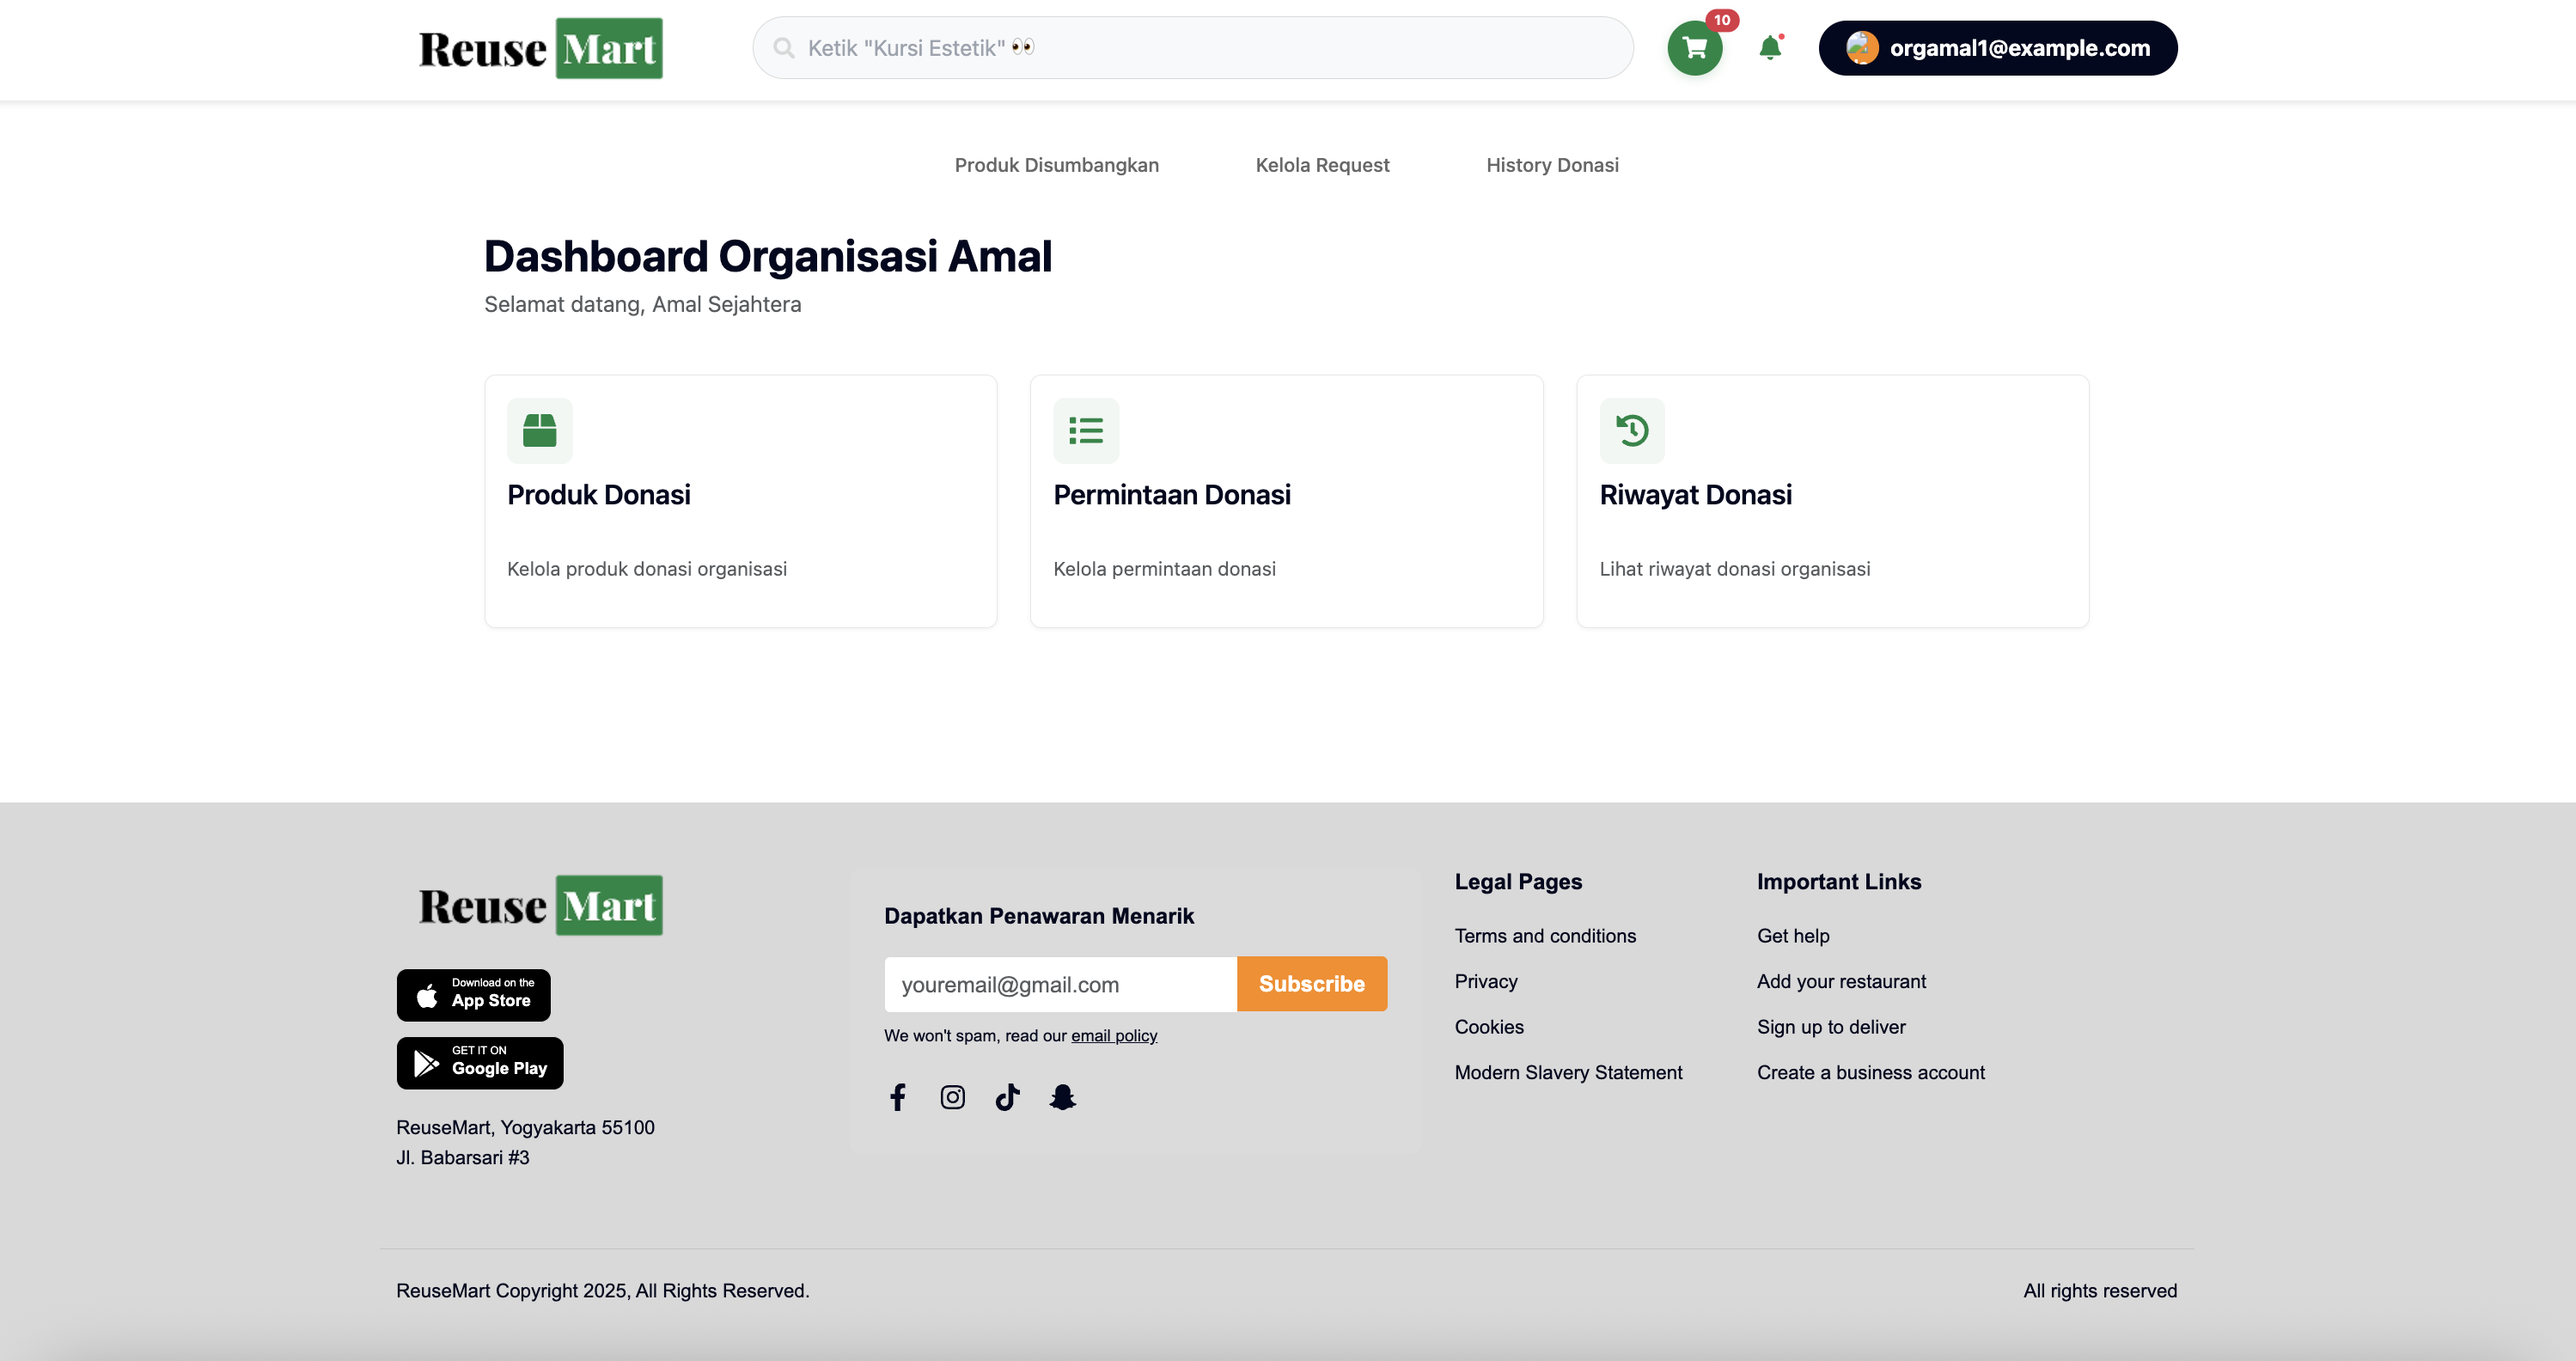 Reuse Mart
Ketik "Kursi Estetik" 👀
10
orgamal1@example.com
Produk Disumbangkan
Kelola Request
History Donasi
Dashboard Organisasi Amal
Selamat datang, Amal Sejahtera
Produk Donasi
Kelola produk donasi organisasi
Permintaan Donasi
Kelola permintaan donasi
Riwayat Donasi
Lihat riwayat donasi organisasi
Reuse Mart
Download on the
App Store
GET IT ON
Google Play
ReuseMart, Yogyakarta 55100
Jl. Babarsari #3
Dapatkan Penawaran Menarik
youremail@gmail.com
Subscribe
We won't spam, read our email policy
Legal Pages
Terms and conditions
Privacy
Cookies
Modern Slavery Statement
Important Links
Get help
Add your restaurant
Sign up to deliver
Create a business account
ReuseMart Copyright 2025, All Rights Reserved.
All rights reserved